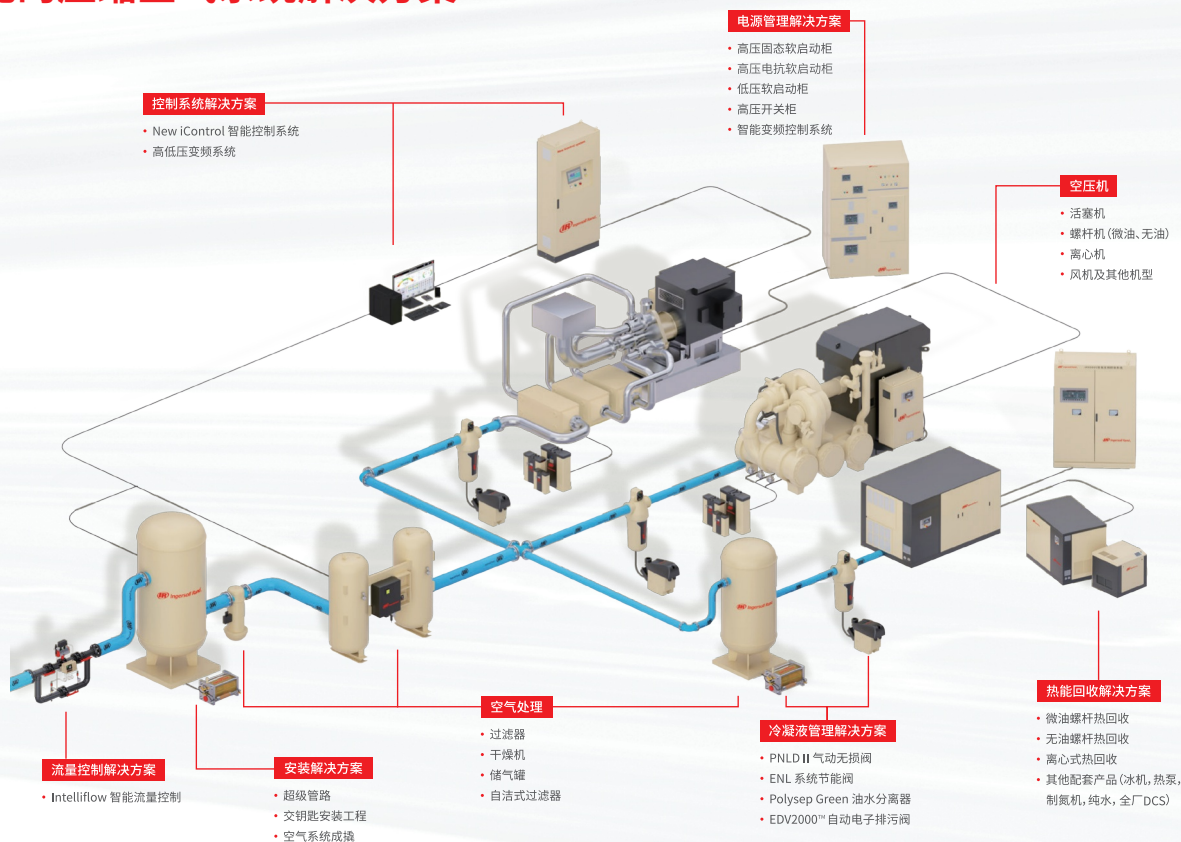 电源管理解决方案
• 高压固态软启动柜
• 高压电抗软启动柜
• 低压软启动柜
• 高压开关柜
• 智能变频控制系统
控制系统解决方案
• New iControl 智能控制系统
• 高低压变频系统
空压机
• 活塞机
• 螺杆机(微油、无油)
• 离心机
• 风机及其他机型
Ingersoll Rand
Ingersoll Rand
Ingersoll Rand
空气处理
• 过滤器
• 干燥机
• 储气罐
• 自洁式过滤器
热能回收解决方案
• 微油螺杆热回收
• 无油螺杆热回收
• 离心式热回收
• 其他配套产品(冰机,热泵,
制氮机,纯水,全厂DCS)
冷凝液管理解决方案
• PNLD II 气动无损阀
• ENL 系统节能阀
• Polysep Green 油水分离器
• EDV2000™ 自动电子排污阀
流量控制解决方案
• Intelliflow 智能流量控制
安装解决方案
• 超级管路
• 交钥匙安装工程
• 空气系统成撬